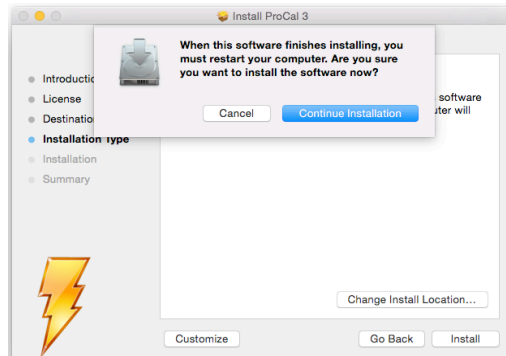 Install ProCal 3
When this software finishes installing, you
must restart your computer. Are you sure
you want to install the software now?
Cancel
Continue Installation
Introductio
License
Destinatio
Installation Type
Installation
Summary
software
uter will
Change Install Location...
Customize
Go Back
Install